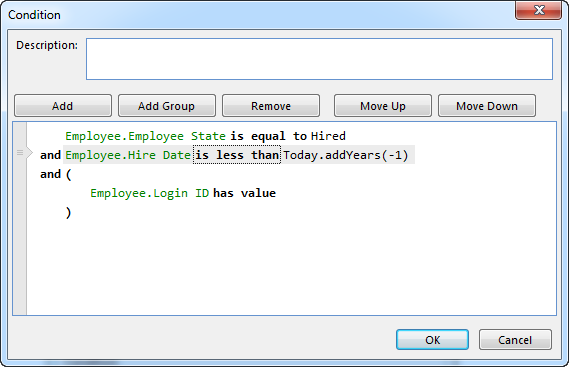 Condition
Description:
Add Add Group Remove Move Up Move Down
Employee.Employee State is equal to Hired
and Employee.Hire Date is less than Today.addYears(-1)
and (
Employee.Login ID has value
)
OK Cancel